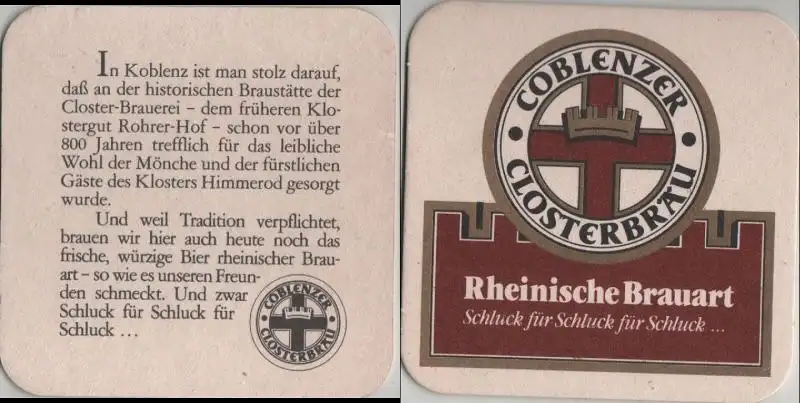 In Koblenz ist man stolz darauf,
daß an der historischen Braustätte der
Closter-Brauerei – dem früheren Klo-
stergut Rohrer-Hof – schon vor über
800 Jahren trefflich für das leibliche
Wohl der Mönche und der fürstlichen
Gäste des Klosters Himmerod gesorgt
wurde.
Und weil Tradition verpflichtet,
brauen wir hier auch heute noch das
frische, würzige Bier rheinischer Brau-
art – so wie es unseren Freun-
den schmeckt. Und zwar
Schluck für Schluck für
Schluck ...
COBLENZER
CLOSTERBRÄU
COBLENZER
CLOSTERBRÄU
Rheinische Brauart
Schluck für Schluck für Schluck ...